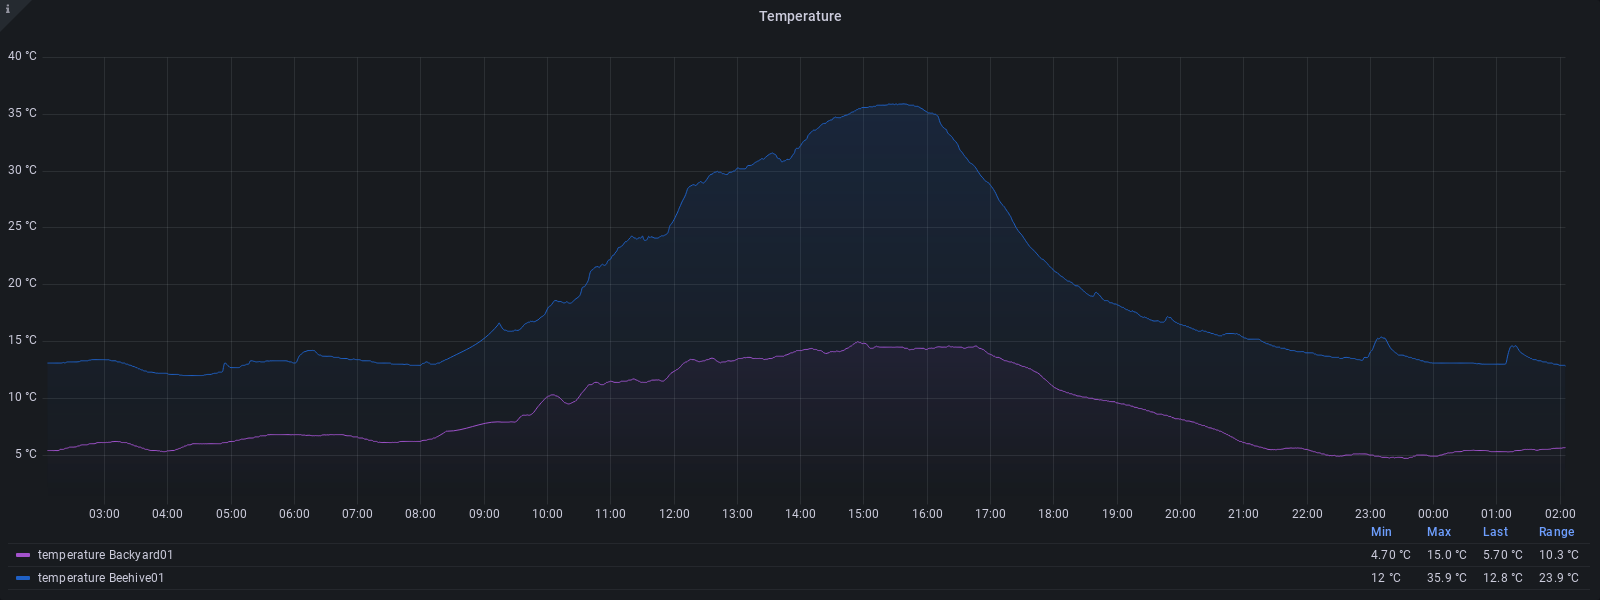 i
Temperature
40 °C
35 °C
30 °C
25 °C
20 °C
15 °C
10 °C
5 °C
03:00 04:00 05:00 06:00 07:00 08:00 09:00 10:00 11:00 12:00 13:00 14:00 15:00 16:00 17:00 18:00 19:00 20:00 21:00 22:00 23:00 00:00 01:00 02:00
Min Max Last Range
temperature Backyard01 4.70 °C 15.0 °C 5.70 °C 10.3 °C
temperature Beehive01 12 °C 35.9 °C 12.8 °C 23.9 °C